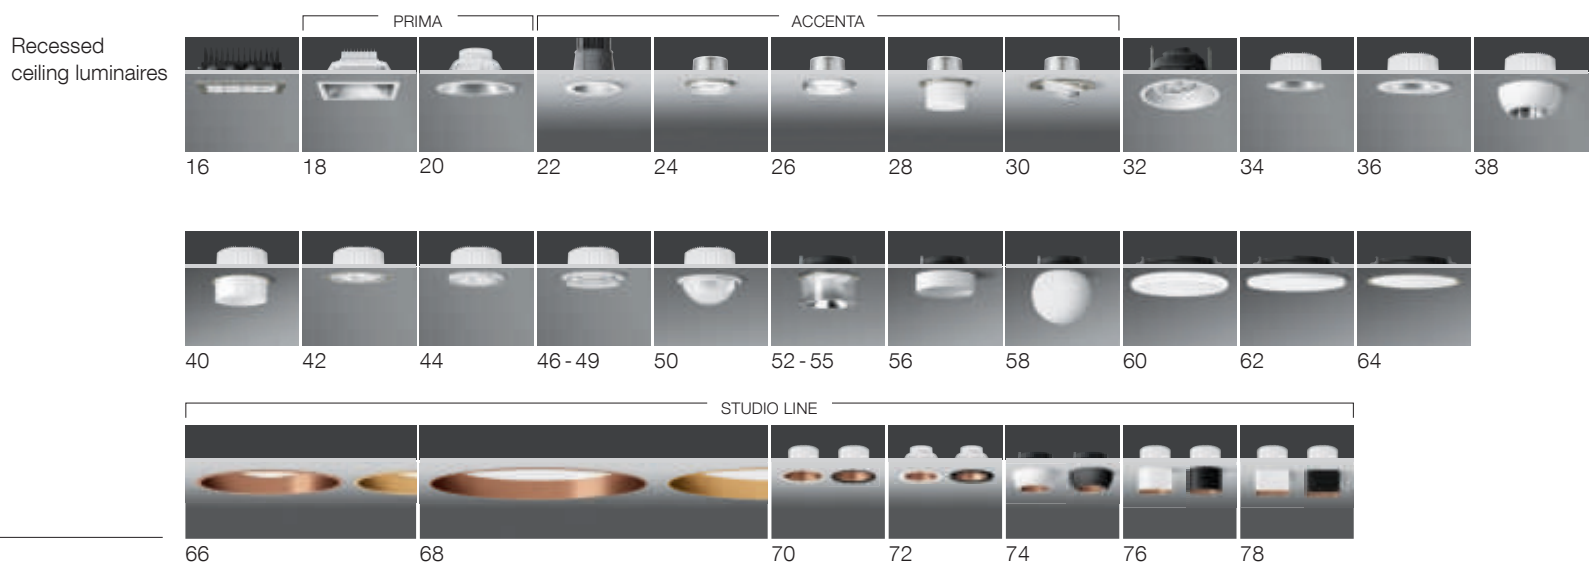 PRIMA ACCENTA
Recessed
ceiling luminaires
16 18 20 22 24 26 28 30 32 34 36 38
40 42 44 46 - 49 50 52 - 55 56 58 60 62 64
STUDIO LINE
66 68 70 72 74 76 78